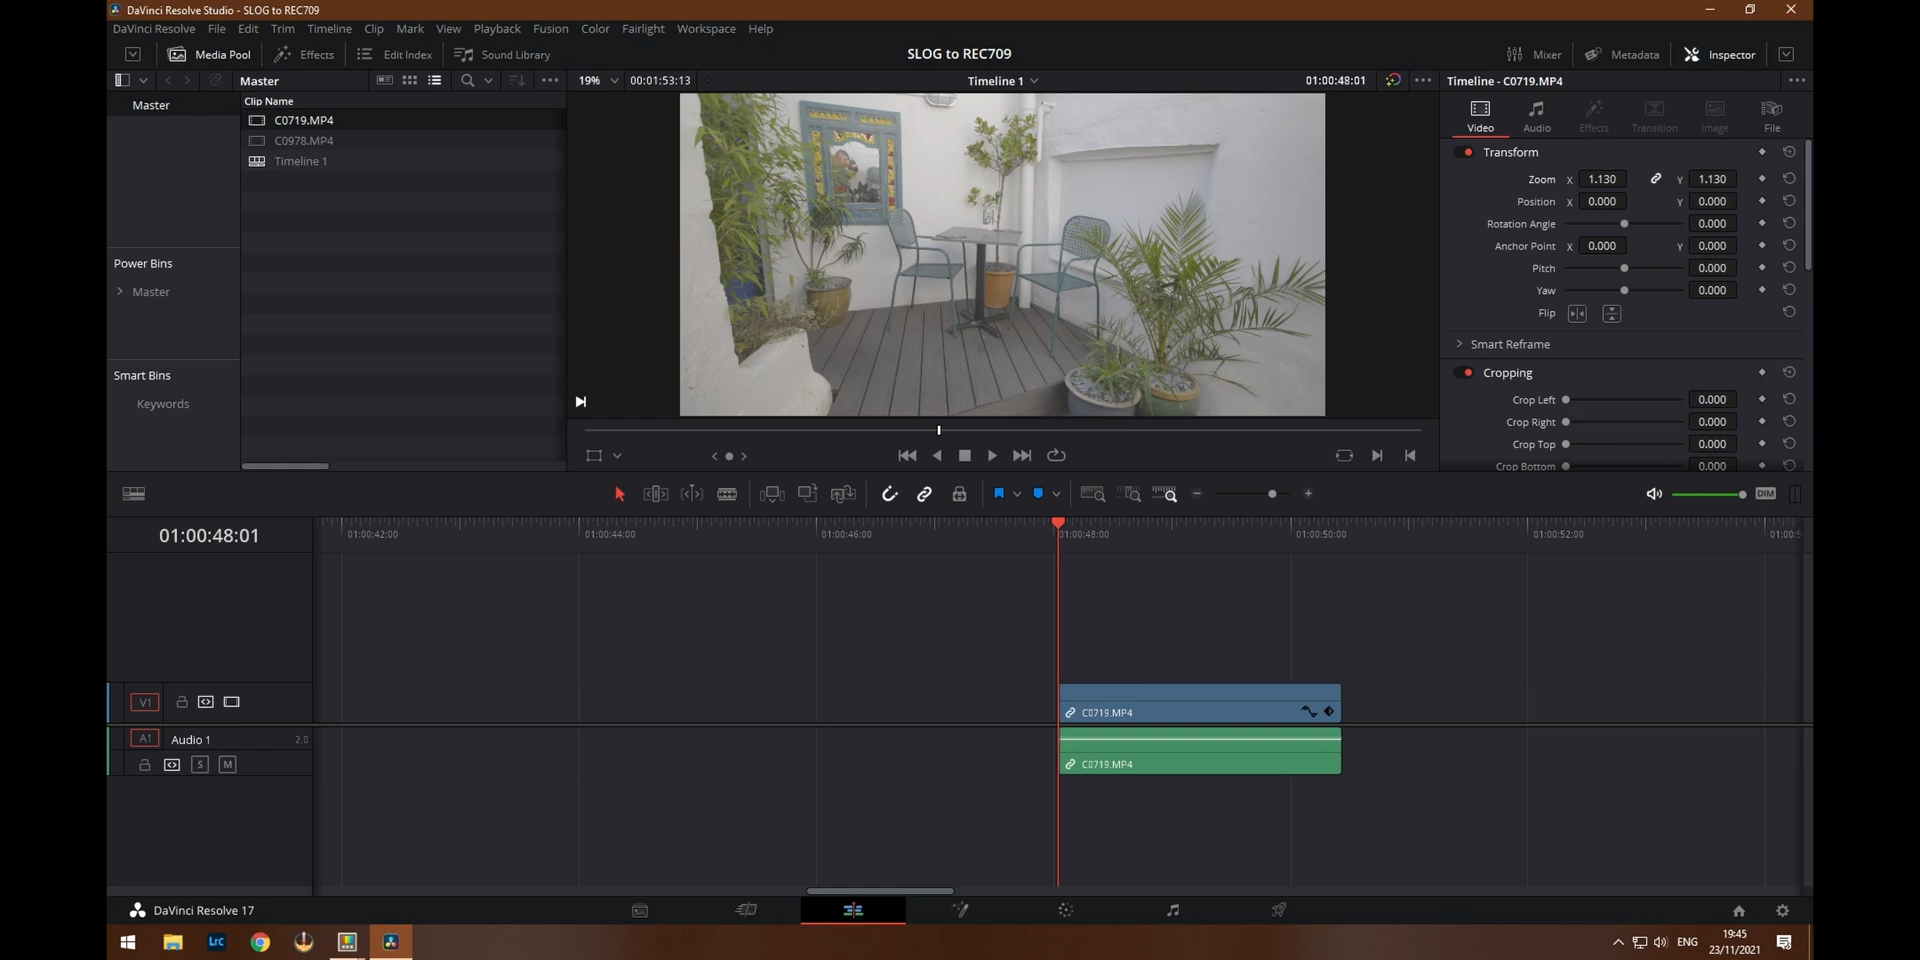 DaVinci Resolve Studio - SLOG to REC709
DaVinci Resolve File Edit Trim Timeline Clip Mark View Playback Fusion Color Fairlight Workspace Help
Media Pool Effects Edit Index Sound Library SLOG to REC709 Mixer Metadata Inspector
Master 19% 00:01:53:13 Timeline 1 01:00:48:01 Timeline - C0719.MP4
Master Clip Name
C0719.MP4
C0978.MP4
Timeline 1
Power Bins
Master
Smart Bins
Keywords
Video Audio Effects Transition Image File
Transform
Zoom X 1.130 Y 1.130
Position X 0.000 Y 0.000
Rotation Angle 0.000
Anchor Point X 0.000 Y 0.000
Pitch 0.000
Yaw 0.000
Flip
Smart Reframe
Cropping
Crop Left 0.000
Crop Right 0.000
Crop Top 0.000
Crop Bottom 0.000
DIM
01:00:48:01
01:00:42:00 01:00:44:00 01:00:46:00 01:00:48:00 01:00:50:00 01:00:52:00 01:00:5
V1
C0719.MP4
A1 Audio 1 2.0
S M
C0719.MP4
DaVinci Resolve 17
LrC
ENG
19:45
23/11/2021